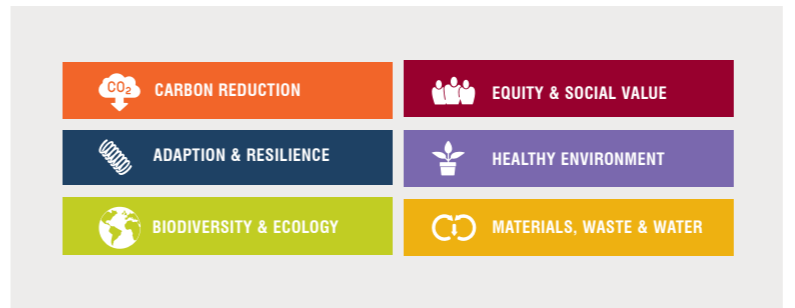 CO₂
CARBON REDUCTION
EQUITY & SOCIAL VALUE
ADAPTION & RESILIENCE
HEALTHY ENVIRONMENT
BIODIVERSITY & ECOLOGY
MATERIALS, WASTE & WATER